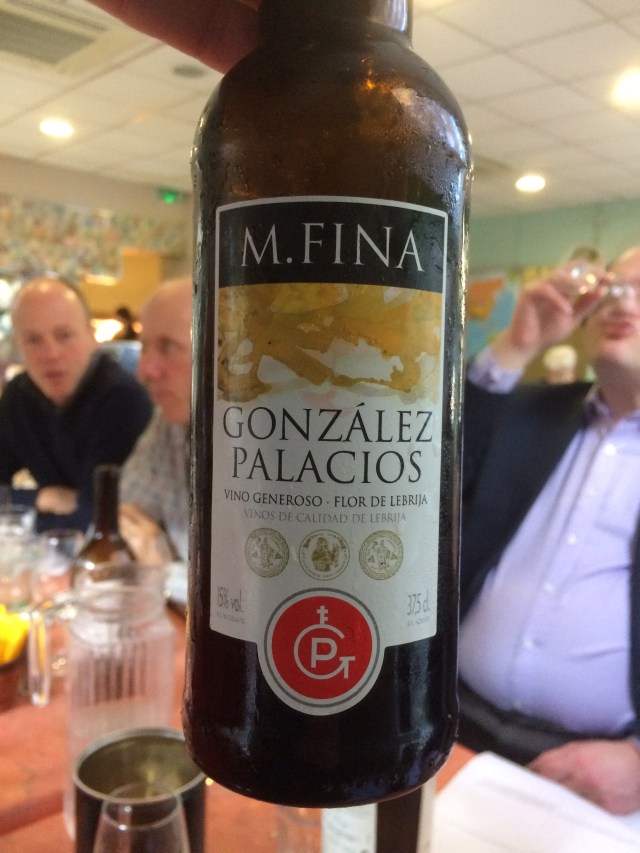 M. FINA
GONZÁLEZ
PALACIOS
VINO GENEROSO · FLOR DE LEBRIJA
VINOS DE CALIDAD DE LEBRIJA
15% vol.
37,5 cl.